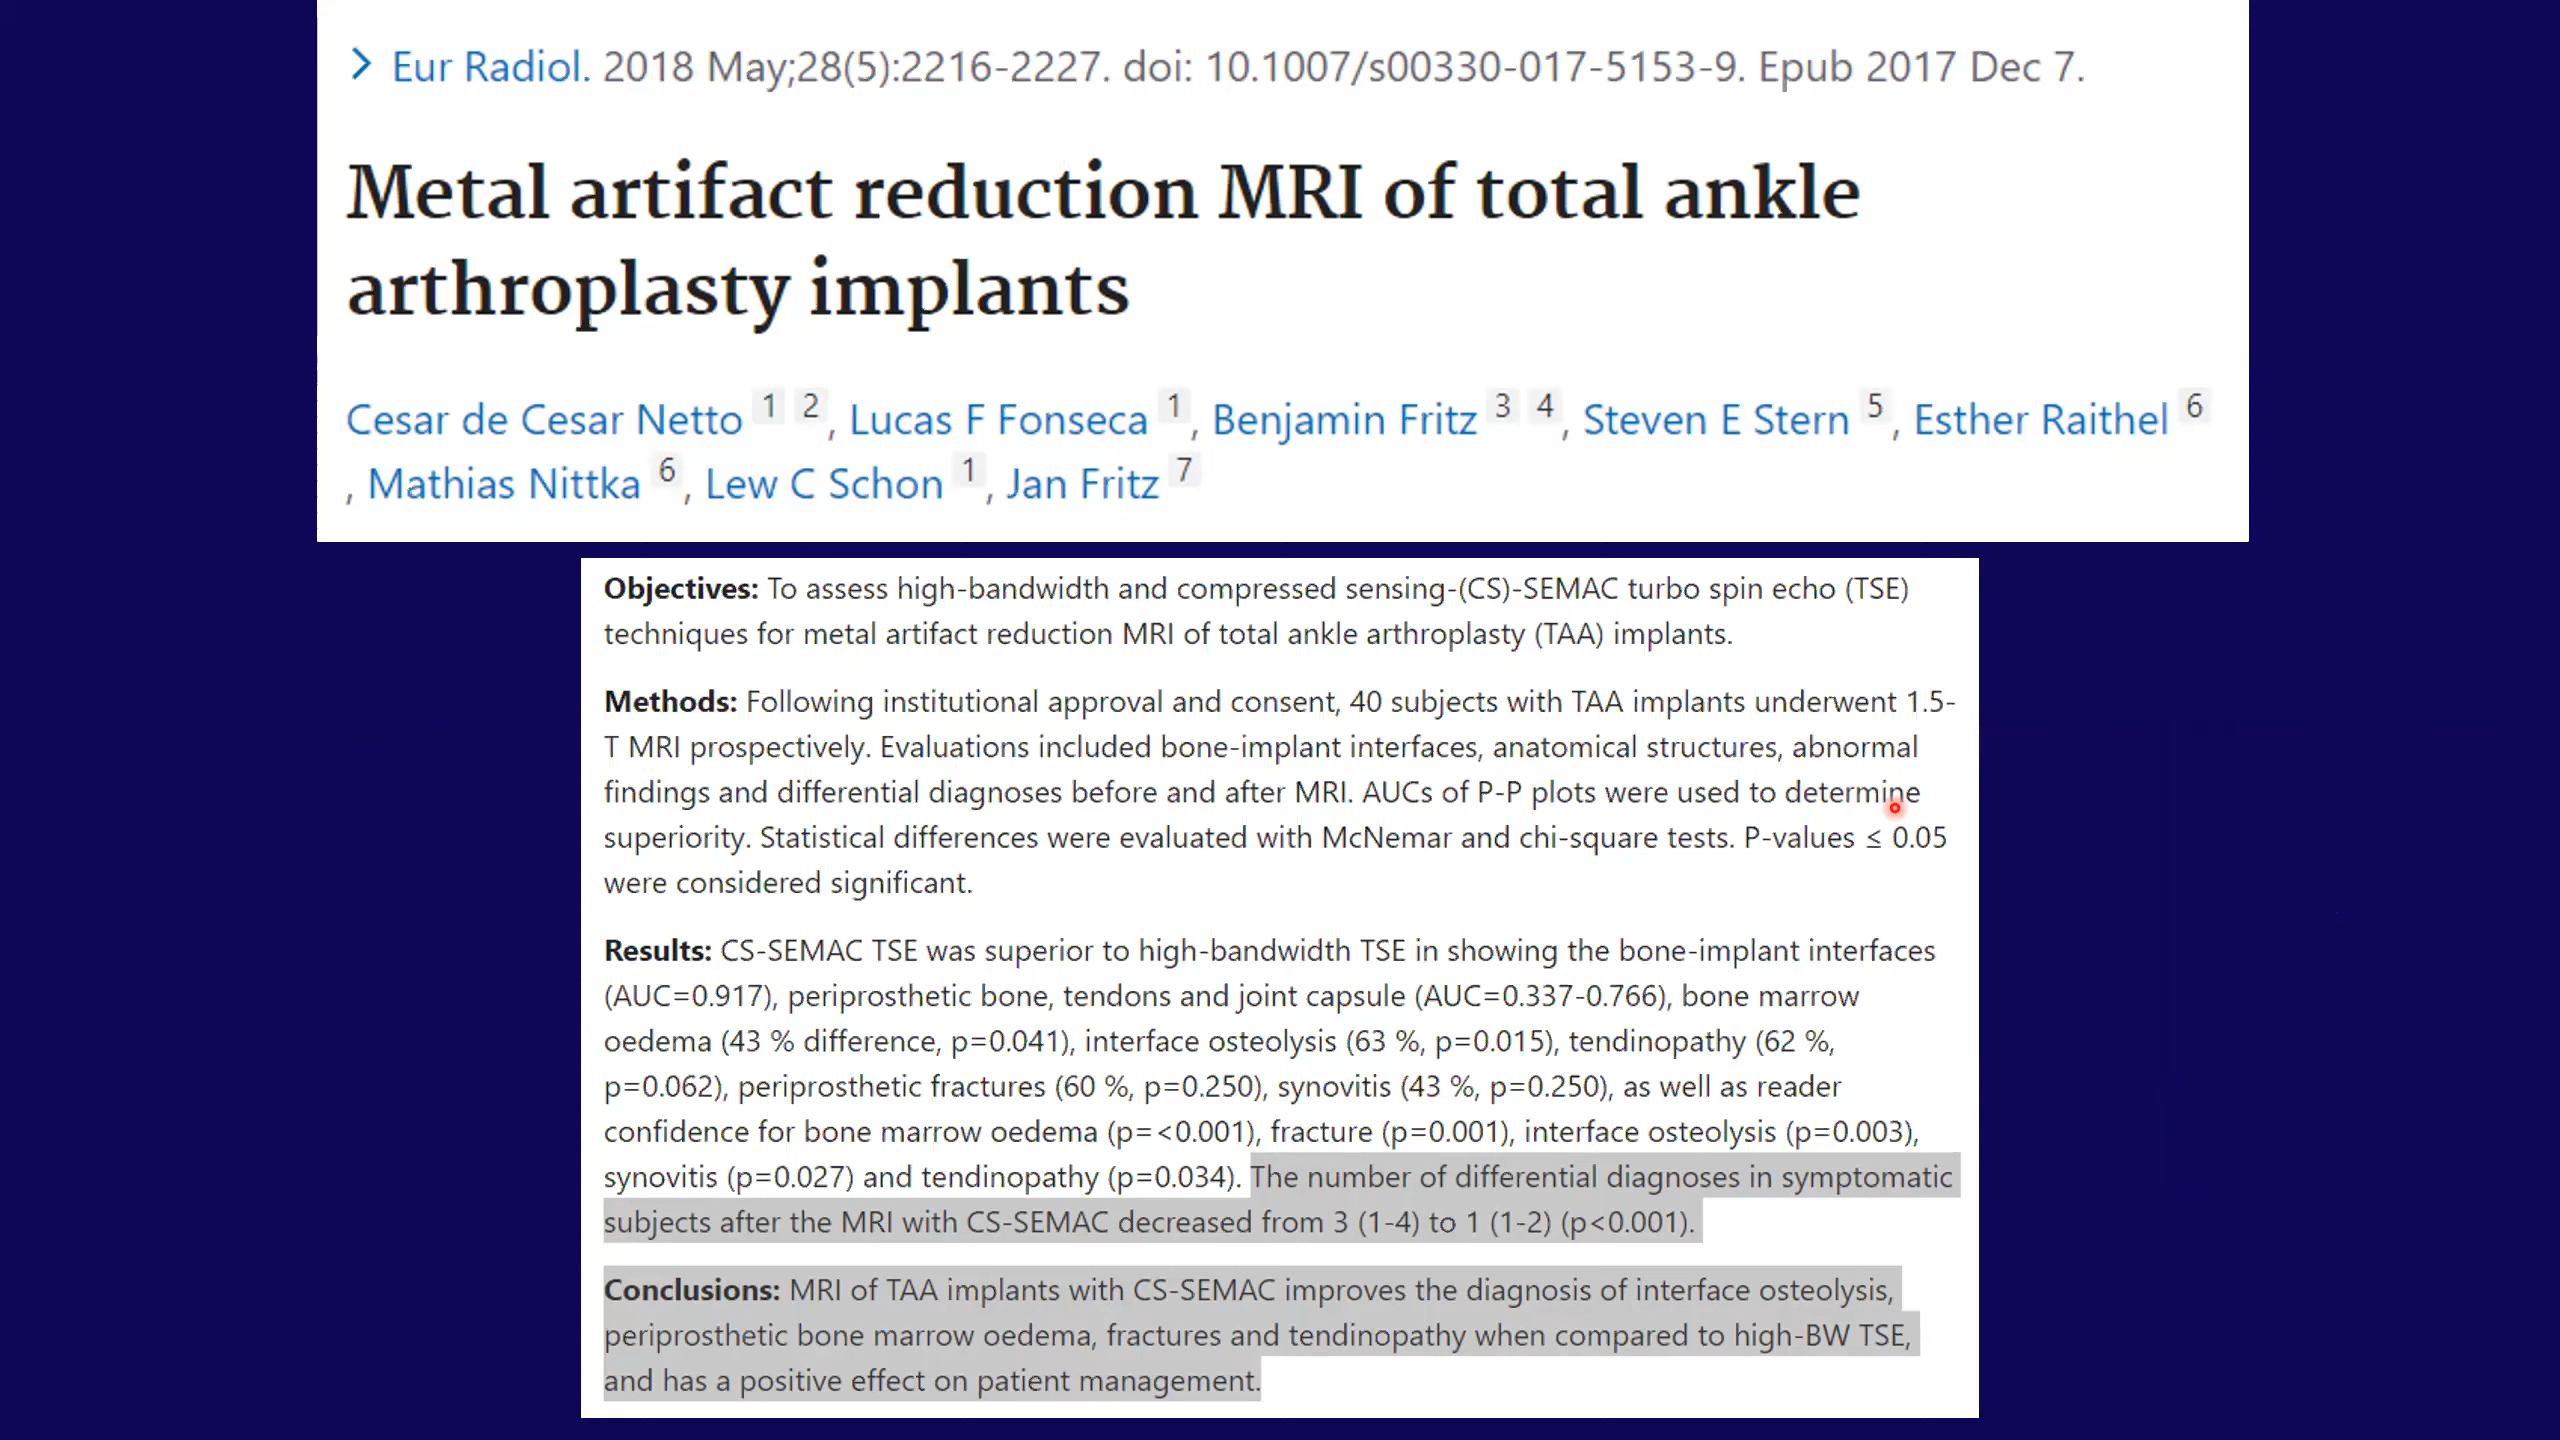 > Eur Radiol. 2018 May;28(5):2216-2227. doi: 10.1007/s00330-017-5153-9. Epub 2017 Dec 7.
Metal artifact reduction MRI of total ankle
arthroplasty implants
Cesar de Cesar Netto 1 2, Lucas F Fonseca 1, Benjamin Fritz 3 4, Steven E Stern 5, Esther Raithel 6
, Mathias Nittka 6, Lew C Schon 1, Jan Fritz 7
Objectives: To assess high-bandwidth and compressed sensing-(CS)-SEMAC turbo spin echo (TSE)
techniques for metal artifact reduction MRI of total ankle arthroplasty (TAA) implants.
Methods: Following institutional approval and consent, 40 subjects with TAA implants underwent 1.5-
T MRI prospectively. Evaluations included bone-implant interfaces, anatomical structures, abnormal
findings and differential diagnoses before and after MRI. AUCs of P-P plots were used to determine
superiority. Statistical differences were evaluated with McNemar and chi-square tests. P-values ≤ 0.05
were considered significant.
Results: CS-SEMAC TSE was superior to high-bandwidth TSE in showing the bone-implant interfaces
(AUC=0.917), periprosthetic bone, tendons and joint capsule (AUC=0.337-0.766), bone marrow
oedema (43 % difference, p=0.041), interface osteolysis (63 %, p=0.015), tendinopathy (62 %,
p=0.062), periprosthetic fractures (60 %, p=0.250), synovitis (43 %, p=0.250), as well as reader
confidence for bone marrow oedema (p=<0.001), fracture (p=0.001), interface osteolysis (p=0.003),
synovitis (p=0.027) and tendinopathy (p=0.034). The number of differential diagnoses in symptomatic
subjects after the MRI with CS-SEMAC decreased from 3 (1-4) to 1 (1-2) (p<0.001).
Conclusions: MRI of TAA implants with CS-SEMAC improves the diagnosis of interface osteolysis,
periprosthetic bone marrow oedema, fractures and tendinopathy when compared to high-BW TSE,
and has a positive effect on patient management.